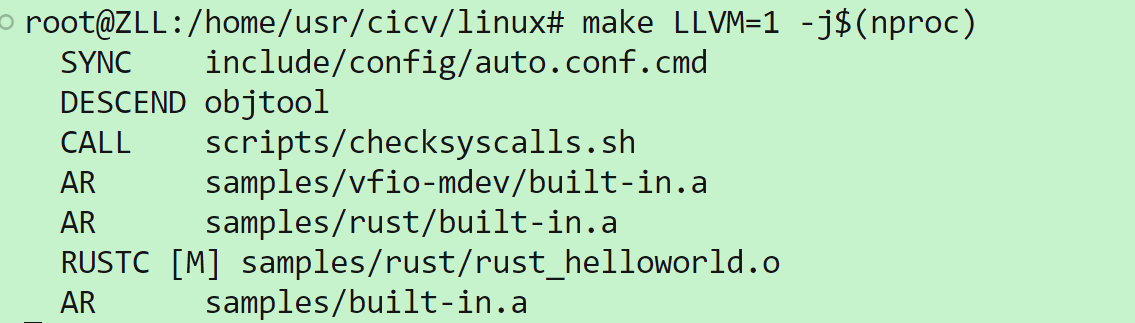 root@ZLL:/home/usr/cicv/linux# make LLVM=1 -j$(nproc)
  SYNC    include/config/auto.conf.cmd
  DESCEND objtool
  CALL    scripts/checksyscalls.sh
  AR      samples/vfio-mdev/built-in.a
  AR      samples/rust/built-in.a
  RUSTC [M] samples/rust/rust_helloworld.o
  AR      samples/built-in.a